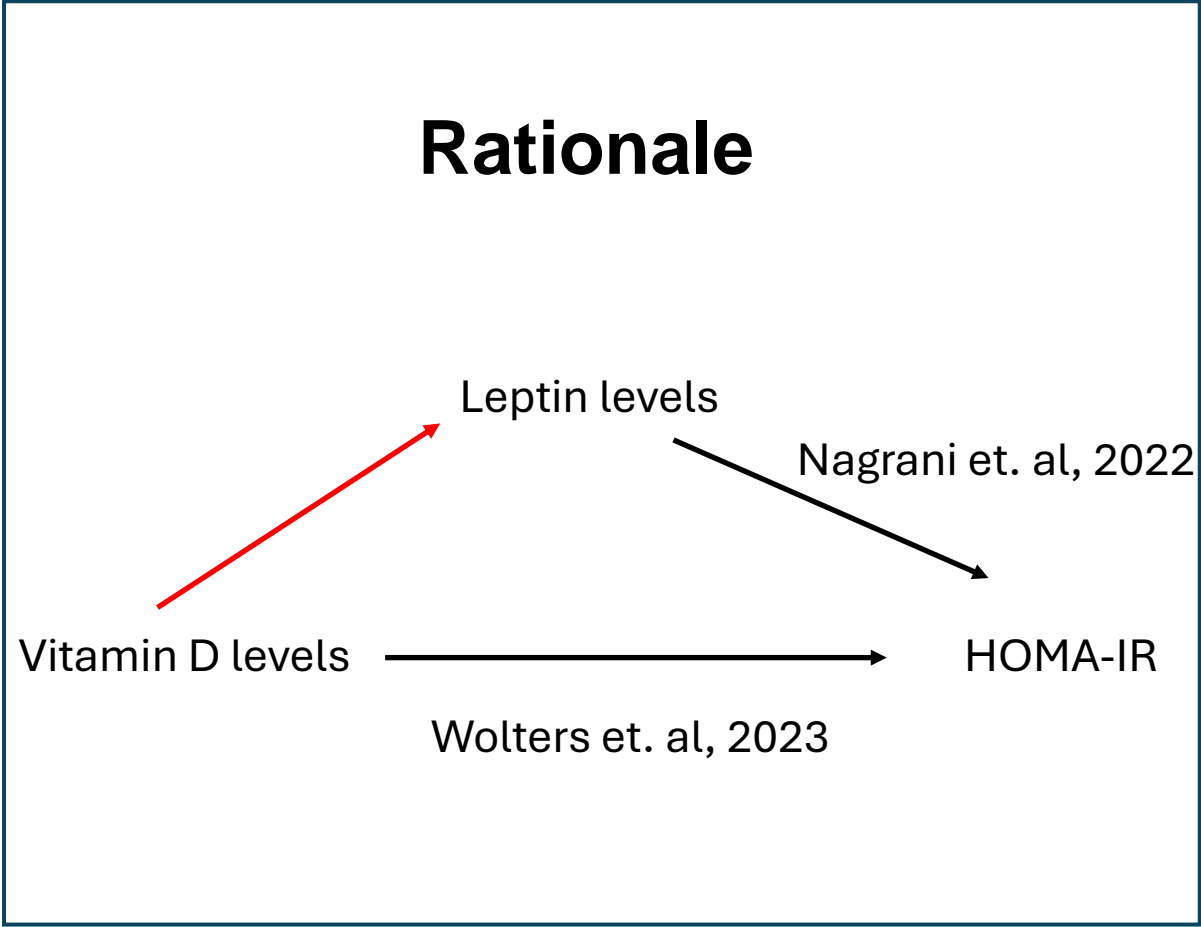 Rationale
Leptin levels
Nagrani et. al, 2022
Vitamin D levels
HOMA-IR
Wolters et. al, 2023